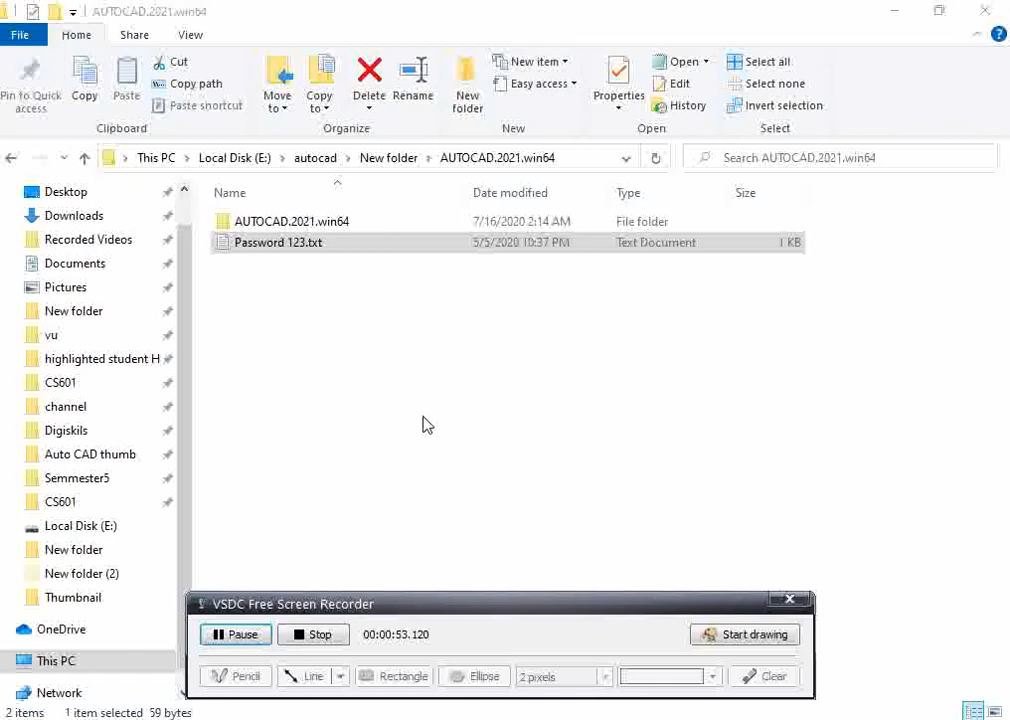 AUTOCAD.2021.win64
File Home Share View
Pin to Quick access
Copy
Paste
Cut
Copy path
Paste shortcut
Clipboard
Move to
Copy to
Delete
Rename
Organize
New folder
New item
Easy access
New
Properties
Open
Edit
History
Open
Select all
Select none
Invert selection
Select
This PC > Local Disk (E:) > autocad > New folder > AUTOCAD.2021.win64
Search AUTOCAD.2021.win64
Name Date modified Type Size
AUTOCAD.2021.win64 7/16/2020 2:14 AM File folder
Password 123.txt 5/5/2020 10:37 PM Text Document 1 KB
Desktop
Downloads
Recorded Videos
Documents
Pictures
New folder
vu
highlighted student H
CS601
channel
Digiskils
Auto CAD thumb
Semmester5
CS601
Local Disk (E:)
New folder
New folder (2)
Thumbnail
OneDrive
This PC
Network
VSDC Free Screen Recorder
Pause Stop 00:00:53.120 Start drawing
Pencil Line Rectangle Ellipse 2 pixels Clear
2 items 1 item selected 59 bytes